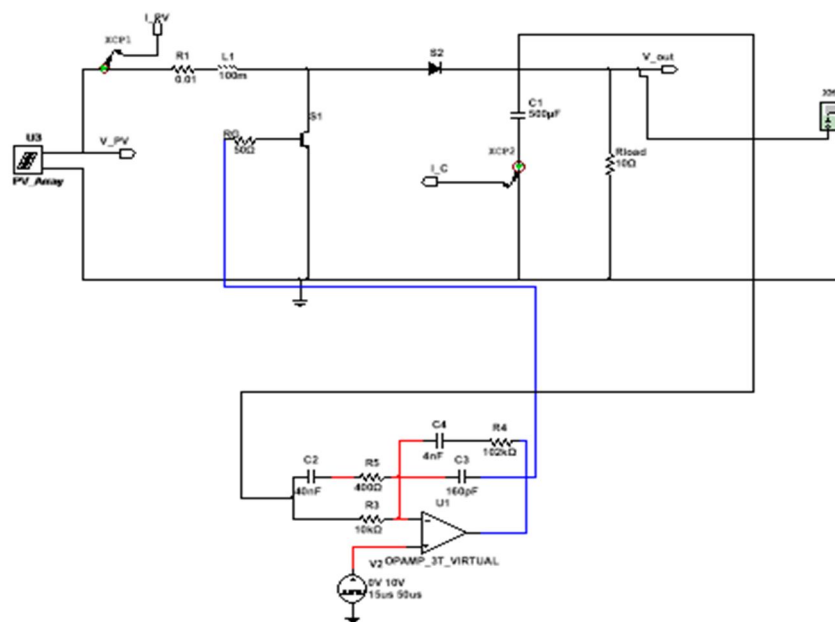 I_PV
XCP1
R1
0.01
L1
100m
S2
V_out
C1
500µF
S1
RG
50Ω
U3
V_PV
PV_Array
XCP2
I_C
Rload
10Ω
C4
4nF
R4
102kΩ
C2
40nF
R5
400Ω
C3
160pF
R3
10kΩ
U1
OPAMP_3T_VIRTUAL
V2
0V 10V
15us 50us